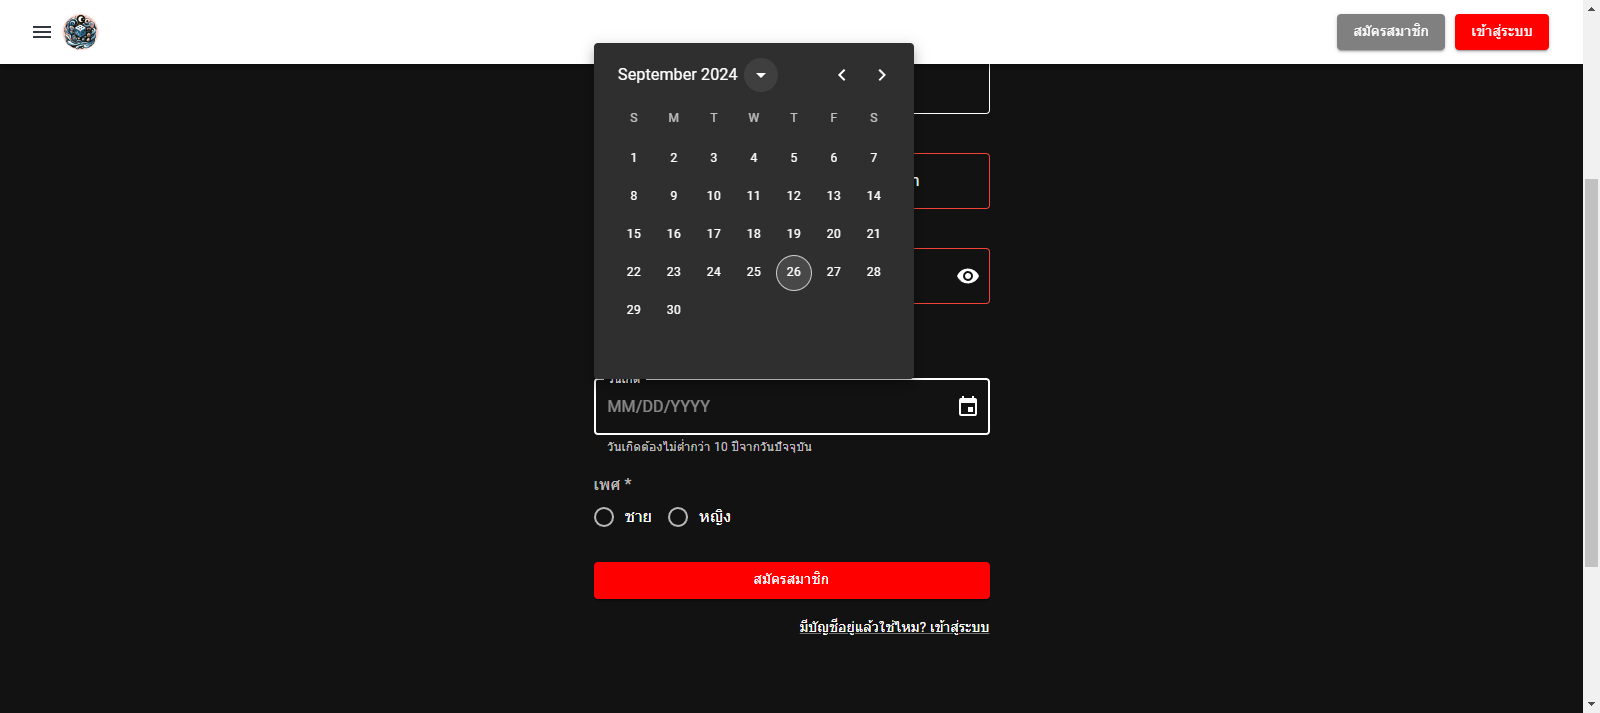 สมัครสมาชิก
เข้าสู่ระบบ
September 2024
S M T W T F S
1 2 3 4 5 6 7
8 9 10 11 12 13 14
15 16 17 18 19 20 21
22 23 24 25 26 27 28
29 30
วันเกิด
MM/DD/YYYY
วันเกิดต้องไม่ต่ำกว่า 10 ปีจากวันปัจจุบัน
เพศ *
ชาย หญิง
สมัครสมาชิก
มีบัญชีอยู่แล้วใช่ไหม? เข้าสู่ระบบ